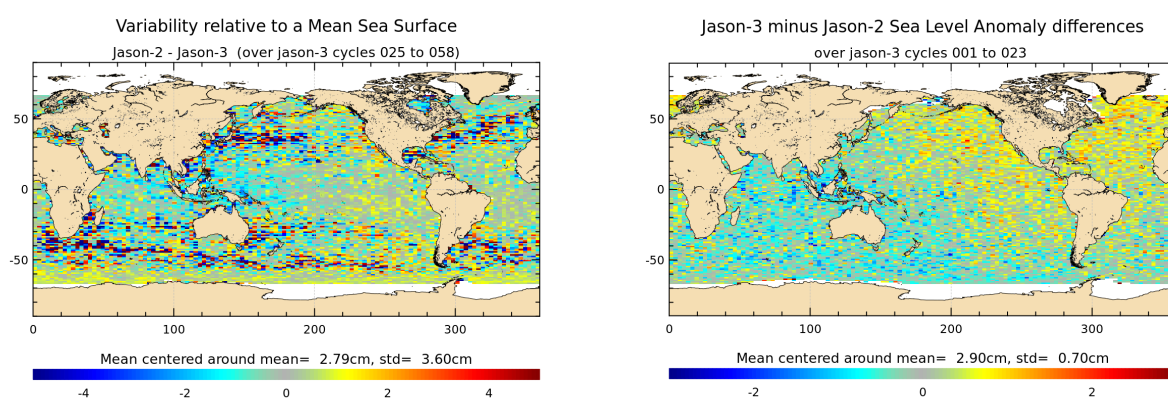 Variability relative to a Mean Sea Surface
Jason-2 - Jason-3 (over jason-3 cycles 025 to 058)
50
0
-50
0 100 200 300
Mean centered around mean= 2.79cm, std= 3.60cm
-4 -2 0 2 4
Jason-3 minus Jason-2 Sea Level Anomaly differences
over jason-3 cycles 001 to 023
50
0
-50
0 100 200 300
Mean centered around mean= 2.90cm, std= 0.70cm
-2 0 2